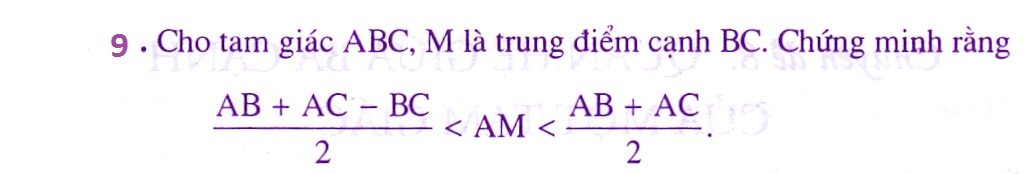 9 . Cho tam giác ABC, M là trung điểm cạnh BC. Chứng minh rằng
(AB + AC − BC)/2 < AM < (AB + AC)/2.